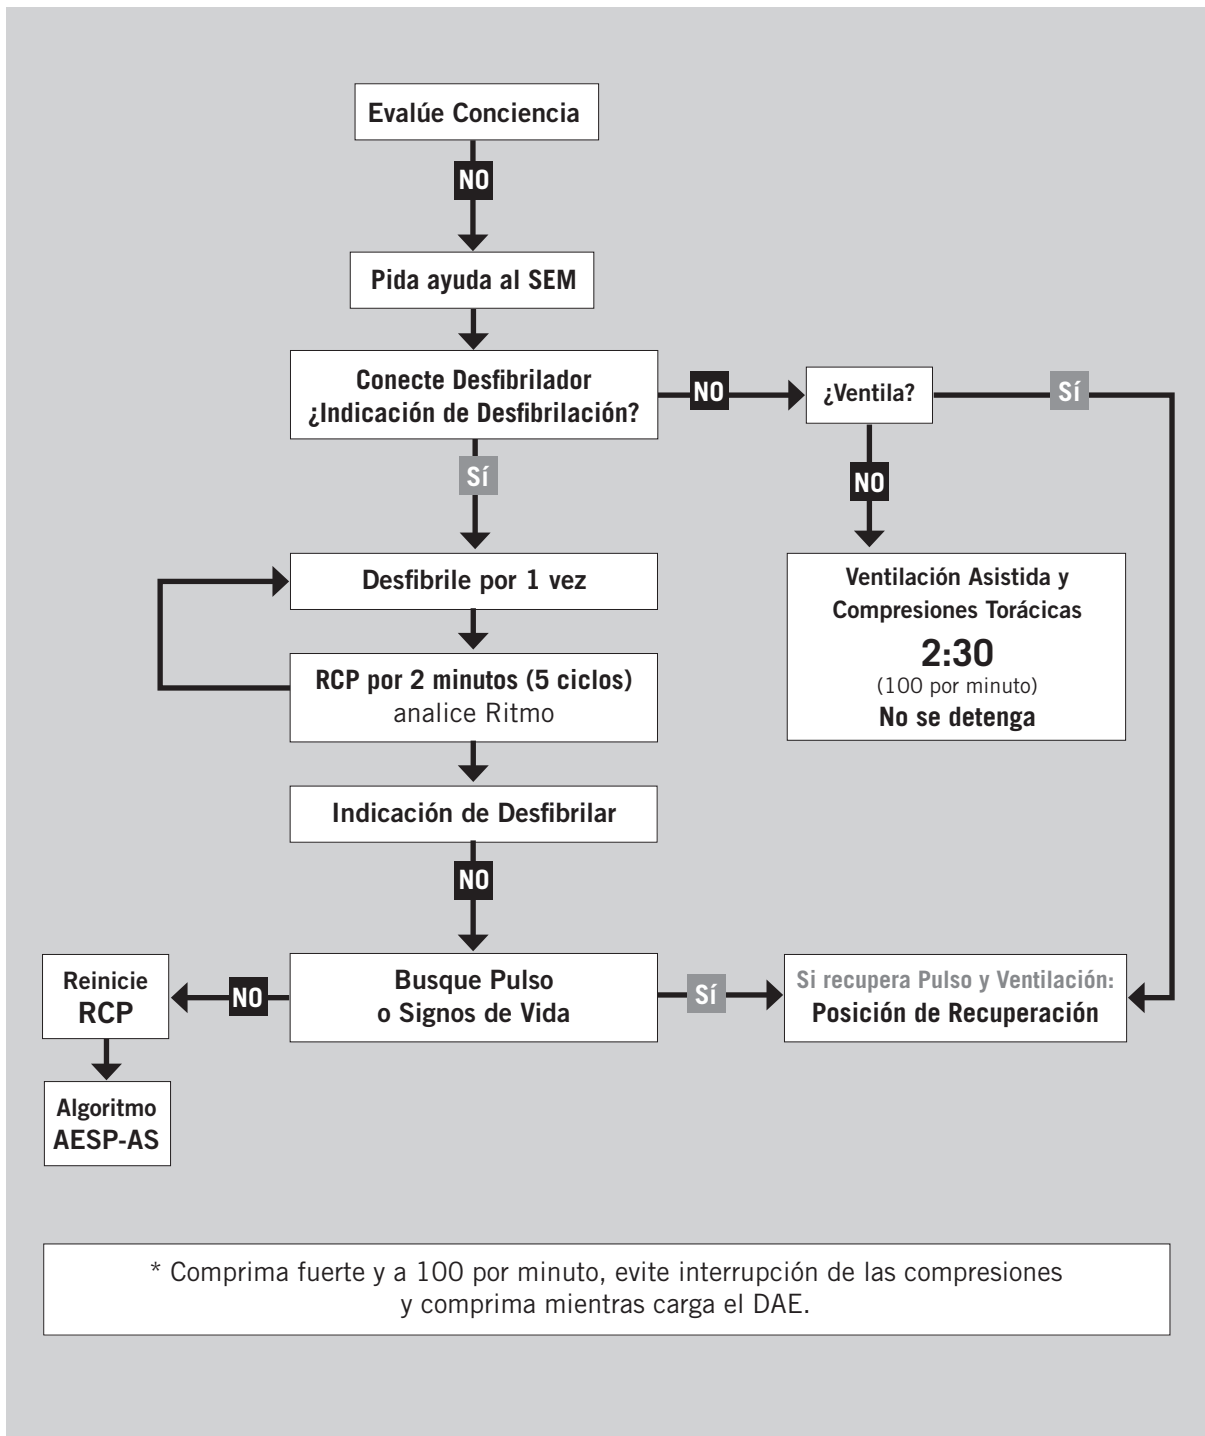 Evalúe Conciencia
NO
Pida ayuda al SEM
Conecte Desfibrilador
¿Indicación de Desfibrilación?
NO
¿Ventila?
Sí
Sí
NO
Desfibrile por 1 vez
Ventilación Asistida y
Compresiones Torácicas
2:30
(100 por minuto)
No se detenga
RCP por 2 minutos (5 ciclos)
analice Ritmo
Indicación de Desfibrilar
NO
Busque Pulso
o Signos de Vida
NO
Reinicie
RCP
Sí
Si recupera Pulso y Ventilación:
Posición de Recuperación
Algoritmo
AESP-AS
* Comprima fuerte y a 100 por minuto, evite interrupción de las compresiones
y comprima mientras carga el DAE.